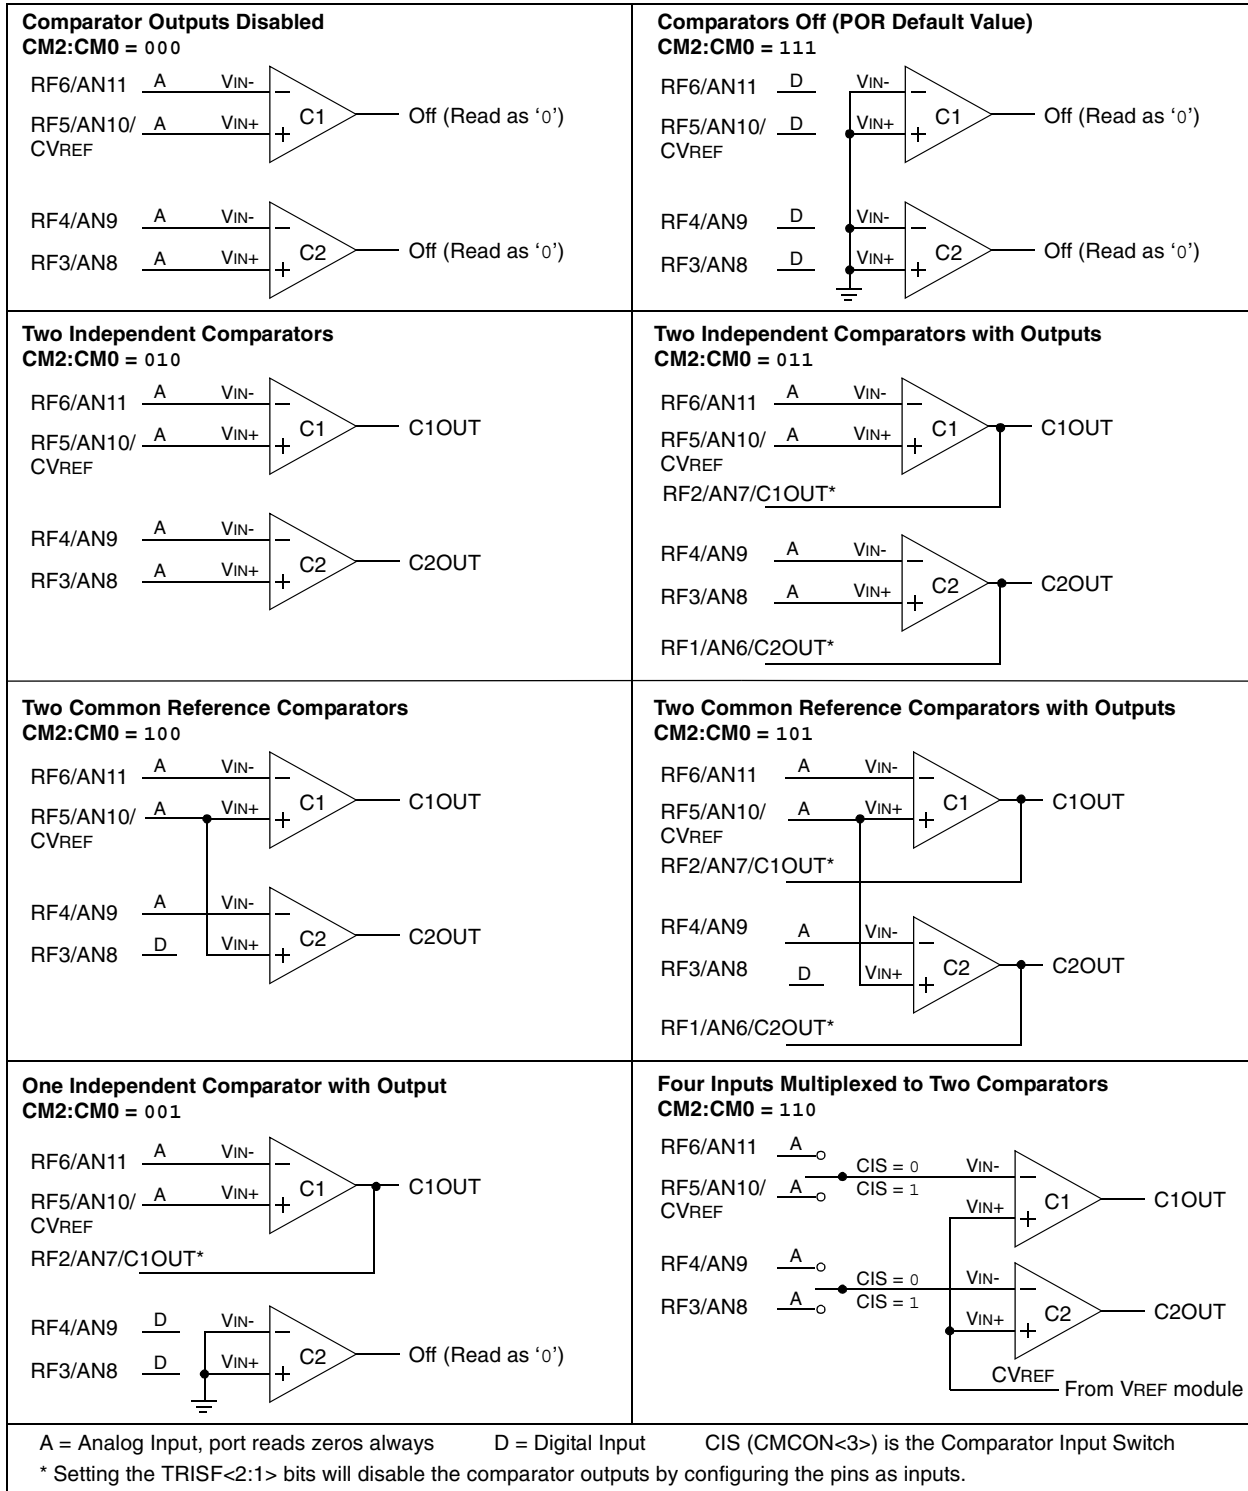 Comparator Outputs Disabled
CM2:CM0 = 000
RF6/AN11 A VIN-
RF5/AN10/ A VIN+
CVREF
C1 Off (Read as ‘0’)
RF4/AN9 A VIN-
RF3/AN8 A VIN+
C2 Off (Read as ‘0’)
Comparators Off (POR Default Value)
CM2:CM0 = 111
RF6/AN11 D VIN-
RF5/AN10/ D VIN+
CVREF
C1 Off (Read as ‘0’)
RF4/AN9 D VIN-
RF3/AN8 D VIN+
C2 Off (Read as ‘0’)
Two Independent Comparators
CM2:CM0 = 010
RF6/AN11 A VIN-
RF5/AN10/ A VIN+
CVREF
C1 C1OUT
RF4/AN9 A VIN-
RF3/AN8 A VIN+
C2 C2OUT
Two Independent Comparators with Outputs
CM2:CM0 = 011
RF6/AN11 A VIN-
RF5/AN10/ A VIN+
CVREF
C1 C1OUT
RF2/AN7/C1OUT*
RF4/AN9 A VIN-
RF3/AN8 A VIN+
C2 C2OUT
RF1/AN6/C2OUT*
Two Common Reference Comparators
CM2:CM0 = 100
RF6/AN11 A VIN-
RF5/AN10/ A VIN+
CVREF
C1 C1OUT
RF4/AN9 A VIN-
RF3/AN8 D VIN+
C2 C2OUT
Two Common Reference Comparators with Outputs
CM2:CM0 = 101
RF6/AN11 A VIN-
RF5/AN10/ A VIN+
CVREF
C1 C1OUT
RF2/AN7/C1OUT*
RF4/AN9 A VIN-
RF3/AN8 D VIN+
C2 C2OUT
RF1/AN6/C2OUT*
One Independent Comparator with Output
CM2:CM0 = 001
RF6/AN11 A VIN-
RF5/AN10/ A VIN+
CVREF
C1 C1OUT
RF2/AN7/C1OUT*
RF4/AN9 D VIN-
RF3/AN8 D VIN+
C2 Off (Read as ‘0’)
Four Inputs Multiplexed to Two Comparators
CM2:CM0 = 110
RF6/AN11 A CIS = 0 VIN-
RF5/AN10/ A CIS = 1 VIN+
CVREF
C1 C1OUT
RF4/AN9 A CIS = 0 VIN-
RF3/AN8 A CIS = 1 VIN+
C2 C2OUT
CVREF
From VREF module
A = Analog Input, port reads zeros always D = Digital Input CIS (CMCON<3>) is the Comparator Input Switch
* Setting the TRISF<2:1> bits will disable the comparator outputs by configuring the pins as inputs.